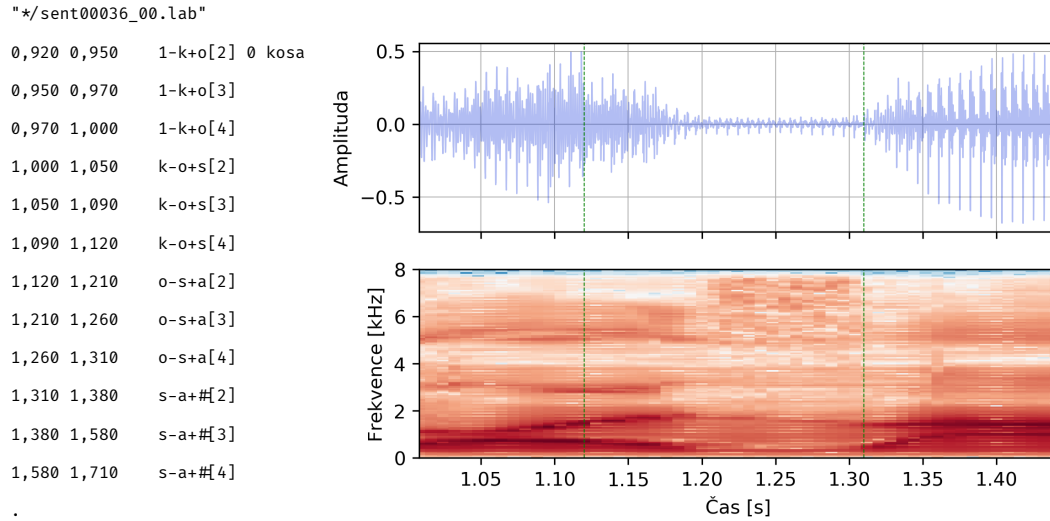 "*/sent00036_00.lab"
0,920 0,950 1-k+o[2] 0 kosa
0,950 0,970 1-k+o[3]
0,970 1,000 1-k+o[4]
1,000 1,050 k-o+s[2]
1,050 1,090 k-o+s[3]
1,090 1,120 k-o+s[4]
1,120 1,210 o-s+a[2]
1,210 1,260 o-s+a[3]
1,260 1,310 o-s+a[4]
1,310 1,380 s-a+#[2]
1,380 1,580 s-a+#[3]
1,580 1,710 s-a+#[4]
.
Amplituda
0.5
0.0
−0.5
Frekvence [kHz]
8
6
4
2
0
1.05 1.10 1.15 1.20 1.25 1.30 1.35 1.40
Čas [s]